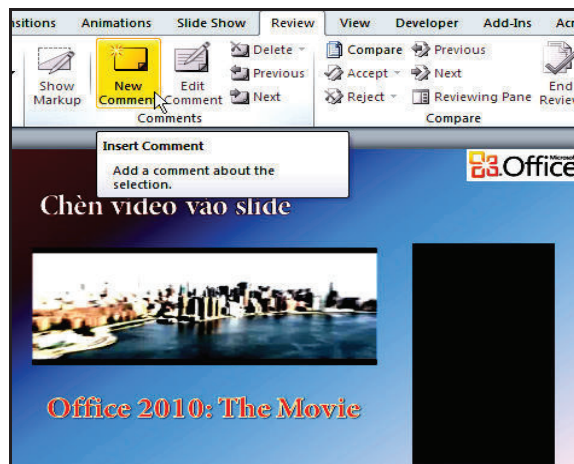 sitions Animations Slide Show Review View Developer Add-Ins Acr
Show Markup
New Comment
Edit Comment
Delete
Previous
Next
Comments
Compare
Accept
Reject
Previous
Next
Reviewing Pane
Compare
End
Review
Insert Comment
Add a comment about the
selection.
Microsoft
Office
Chèn video vào slide
Office 2010: The Movie